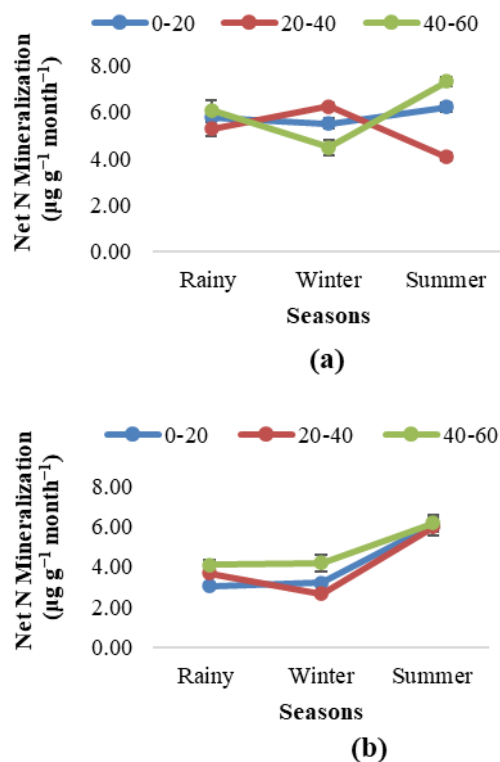 0-20 20-40 40-60
Net N Mineralization
(µg g⁻¹ month⁻¹)
8.00
6.00
4.00
2.00
0.00
Rainy Winter Summer
Seasons
(a)
0-20 20-40 40-60
Net N Mineralization
(µg g⁻¹ month⁻¹)
8.00
6.00
4.00
2.00
0.00
Rainy Winter Summer
Seasons
(b)